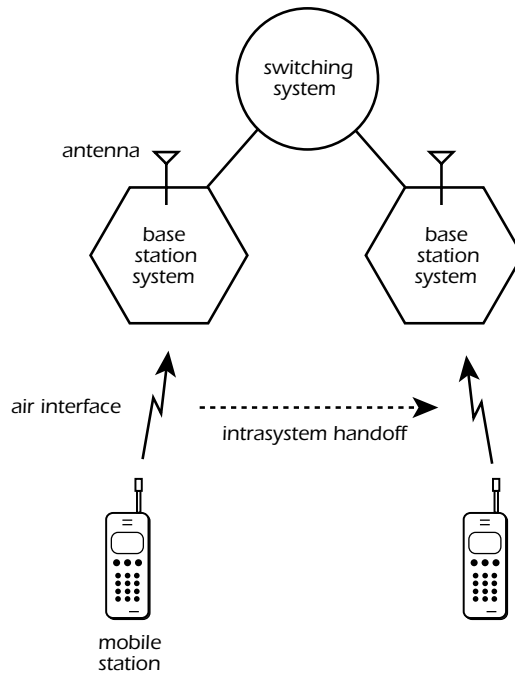 switching
system
antenna
base
station
system
base
station
system
air interface
intrasystem handoff
mobile
station